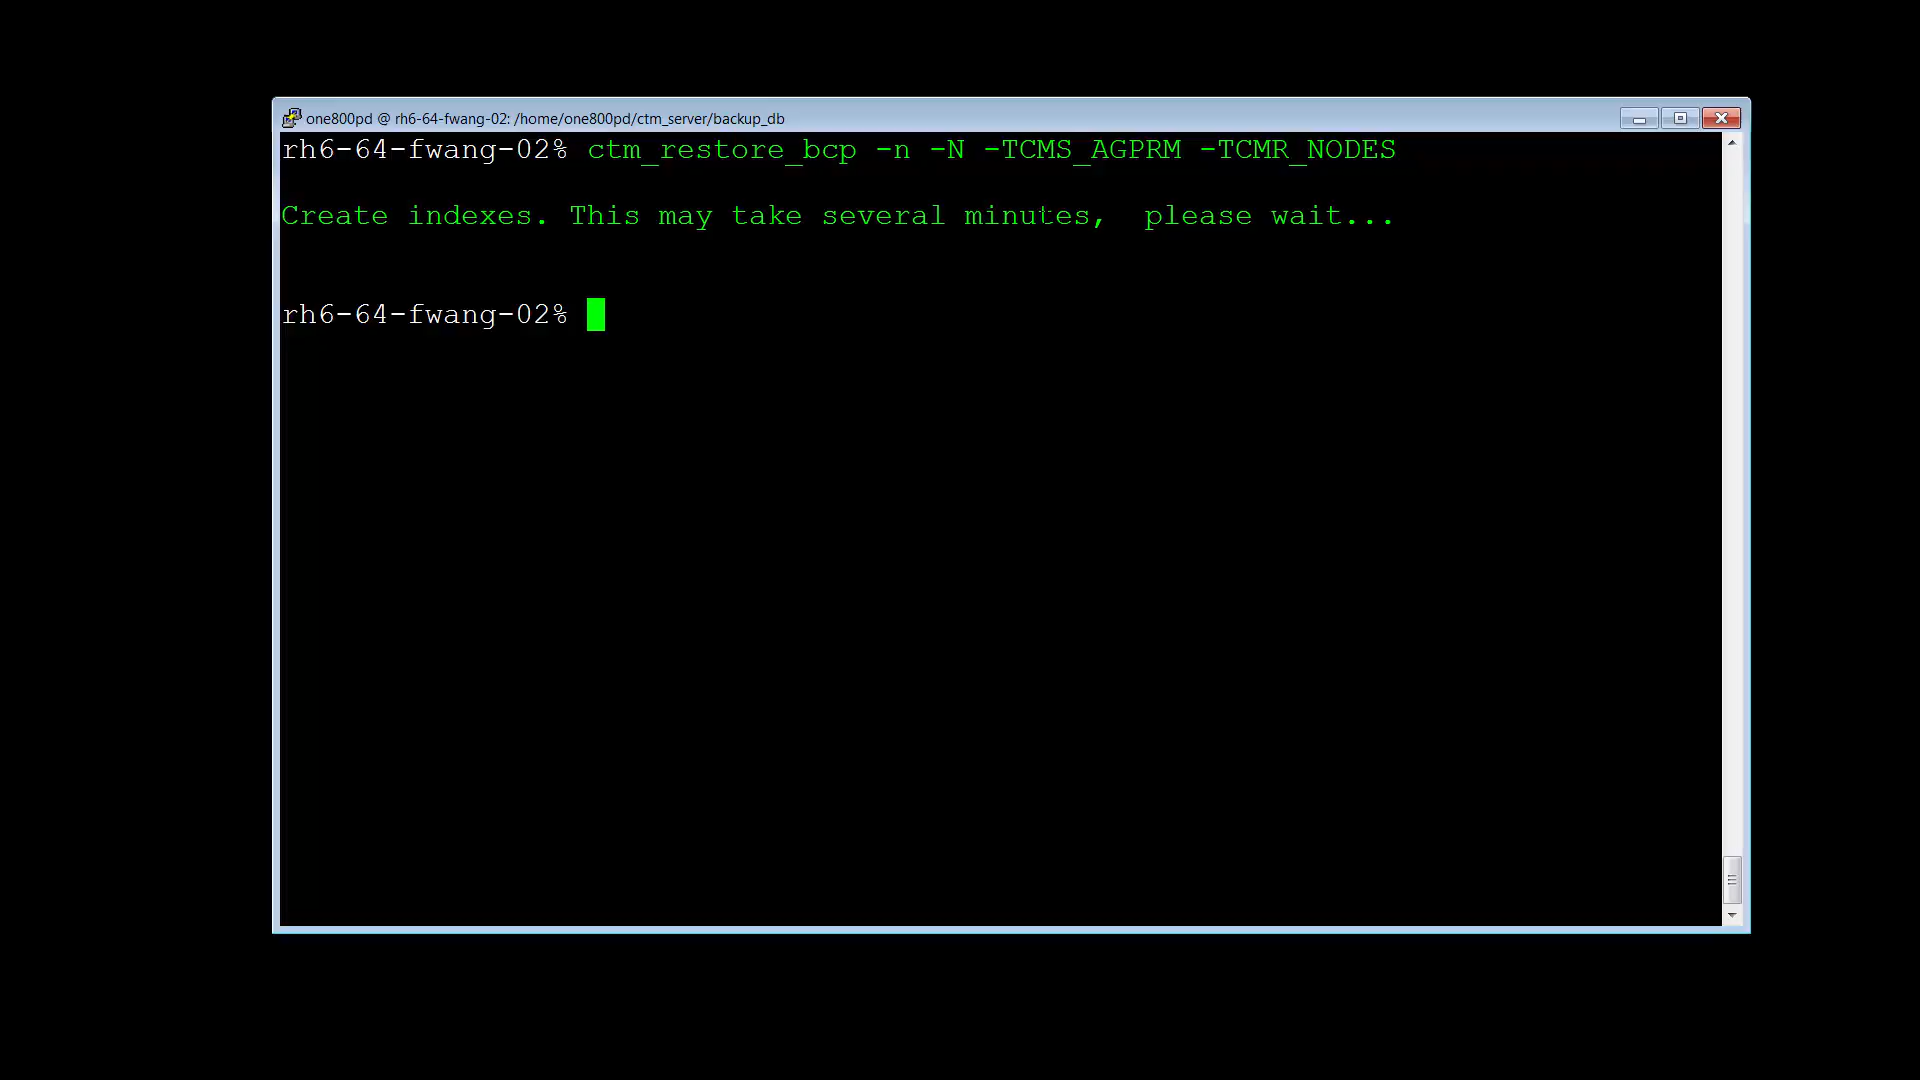 one800pd @ rh6-64-fwang-02: /home/one800pd/ctm_server/backup_db
rh6-64-fwang-02% ctm_restore_bcp -n -N -TCMS_AGPRM -TCMR_NODES
Create indexes. This may take several minutes,  please wait...
rh6-64-fwang-02%